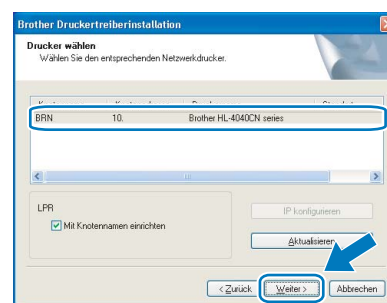 Brother Druckertreiberinstallation
Drucker wählen
Wählen Sie den entsprechenden Netzwerkdrucker.
BRN 10. Brother HL-4040CN series
LPR
Mit Knotennamen einrichten
IP konfigurieren
Aktualisieren
< Zurück Weiter > Abbrechen